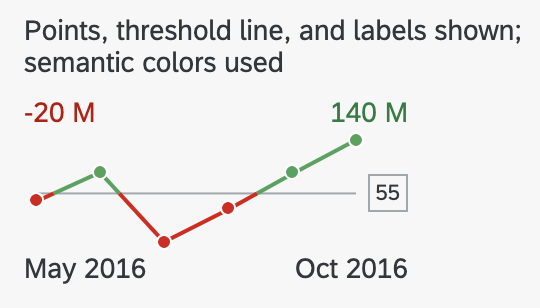 Points, threshold line, and labels shown;
semantic colors used
-20 M 140 M
55
May 2016 Oct 2016